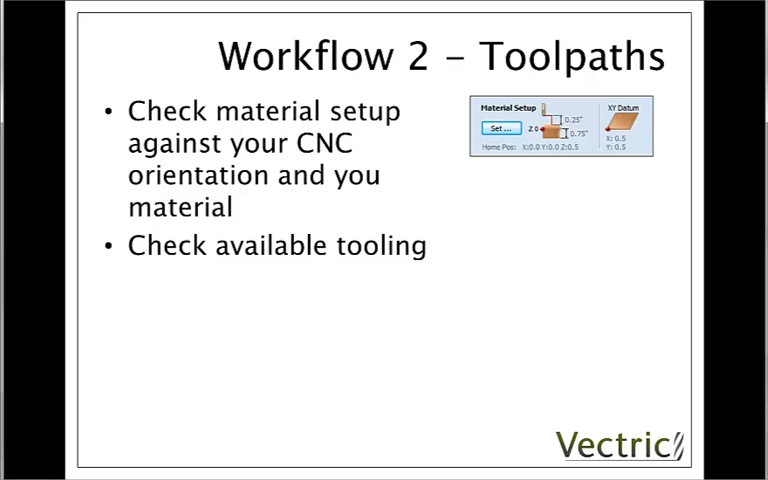 Workflow 2 – Toolpaths
• Check material setup
against your CNC
orientation and you
material
• Check available tooling
Material Setup
Set ...
Z 0
0.25"
0.75"
Home Pos: X:0.0 Y:0.0 Z:0.5
XY Datum
X: 0.5
Y: 0.5
Vectric